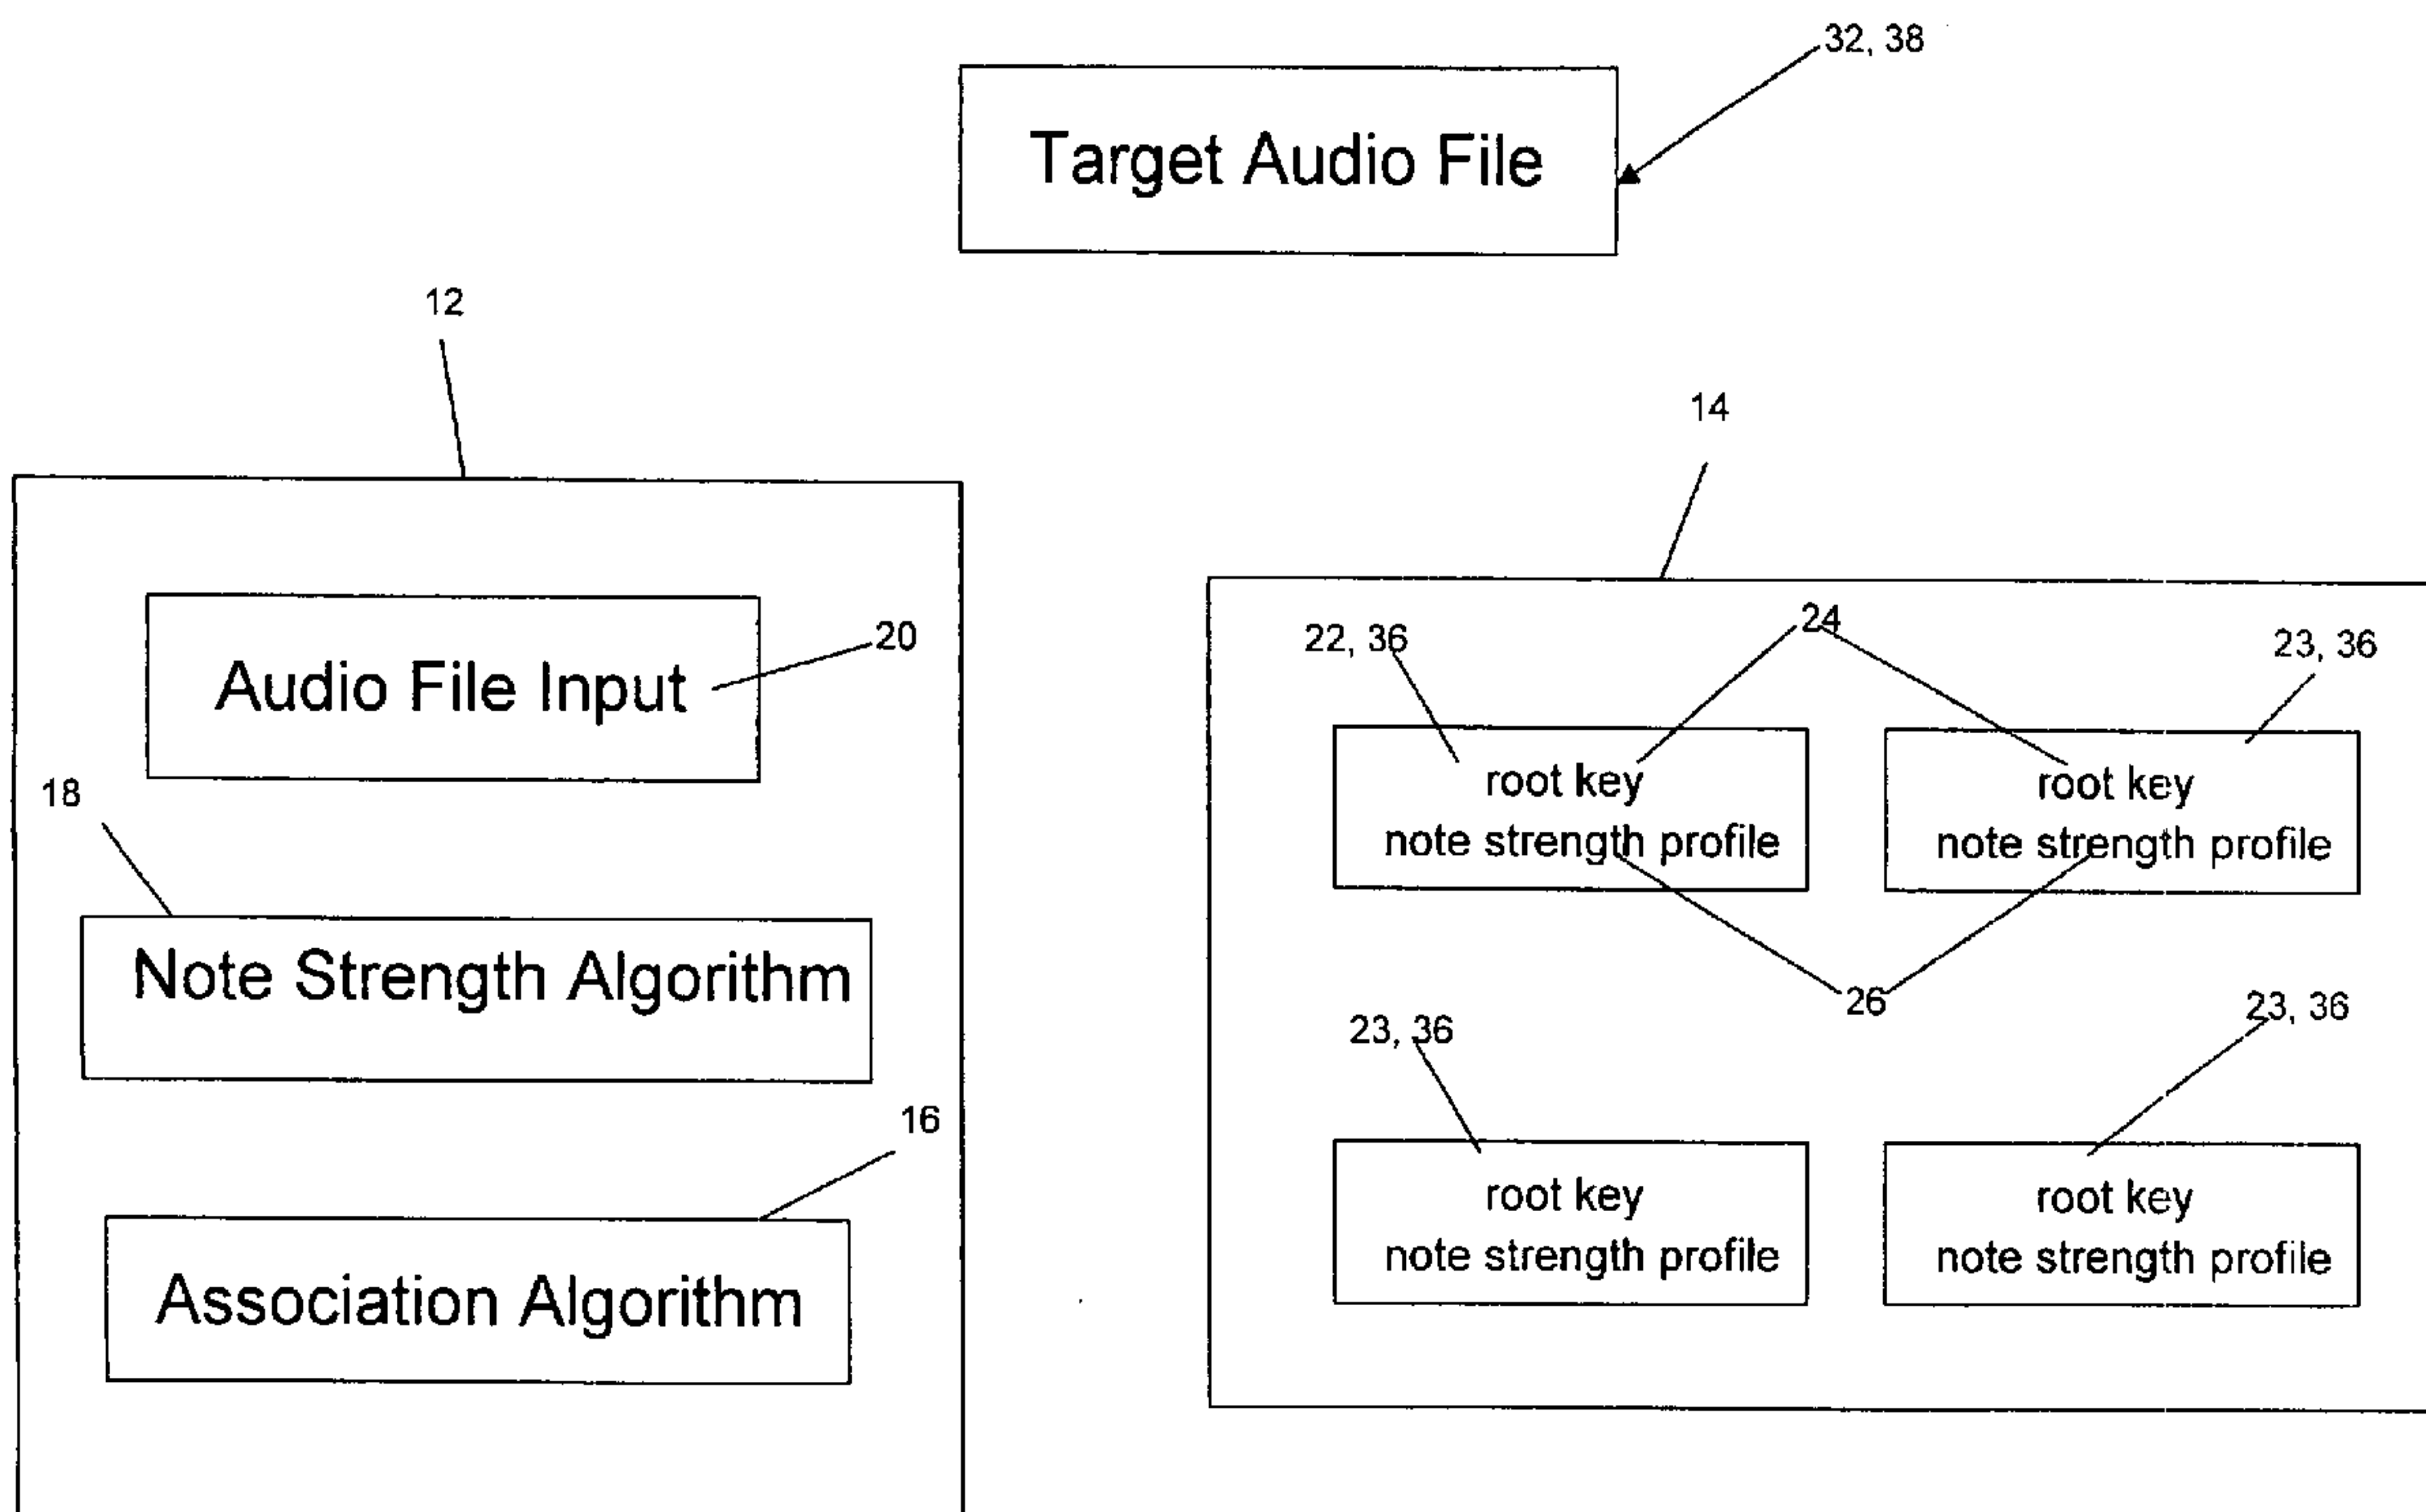 32, 38
Target Audio File
12
14
Audio File Input
20
18
Note Strength Algorithm
16
Association Algorithm
22, 36
24
23, 36
root key
note strength profile
root key
note strength profile
26
23, 36
23, 36
root key
note strength profile
root key
note strength profile